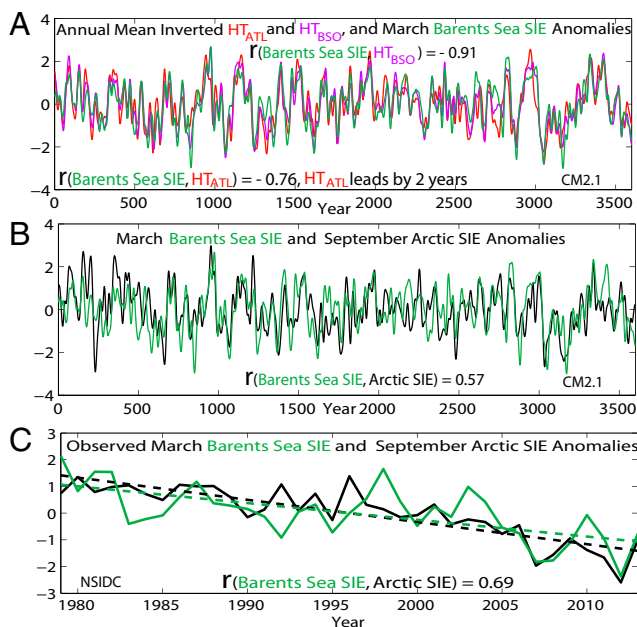 A
Annual Mean Inverted HT_ATL and HT_BSO, and March Barents Sea SIE Anomalies
r(Barents Sea SIE, HT_BSO) = - 0.91
4
2
0
-2
-4
r(Barents Sea SIE, HT_ATL) = - 0.76, HT_ATL leads by 2 years
CM2.1
0 500 1000 1500 2000 2500 3000 3500
Year
B
March Barents Sea SIE and September Arctic SIE Anomalies
4
2
0
-2
-4
r(Barents Sea SIE, Arctic SIE) = 0.57
CM2.1
0 500 1000 1500 Year 2000 2500 3000 3500
C
Observed March Barents Sea SIE and September Arctic SIE Anomalies
3
2
1
0
-1
-2
-3
NSIDC
r(Barents Sea SIE, Arctic SIE) = 0.69
1980 1985 1990 1995 2000 2005 2010
Year